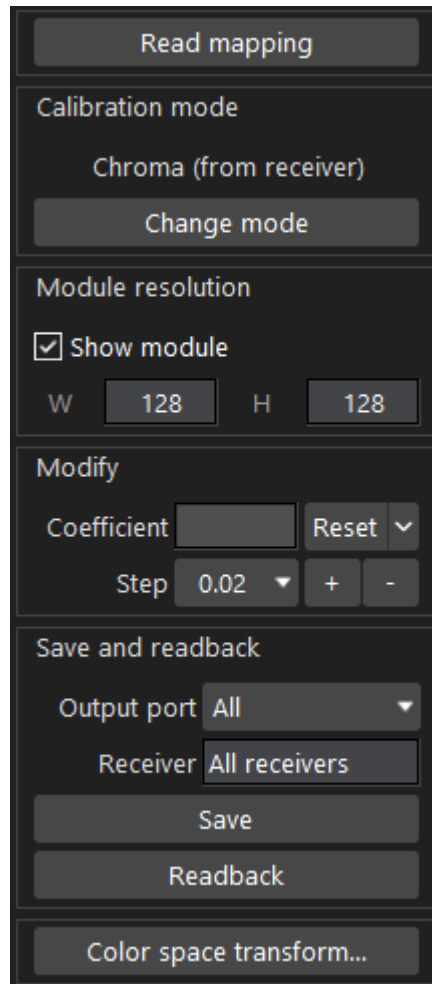 Read mapping
Calibration mode
Chroma (from receiver)
Change mode
Module resolution
Show module
W 128 H 128
Modify
Coefficient Reset
Step 0.02 + -
Save and readback
Output port All
Receiver All receivers
Save
Readback
Color space transform...